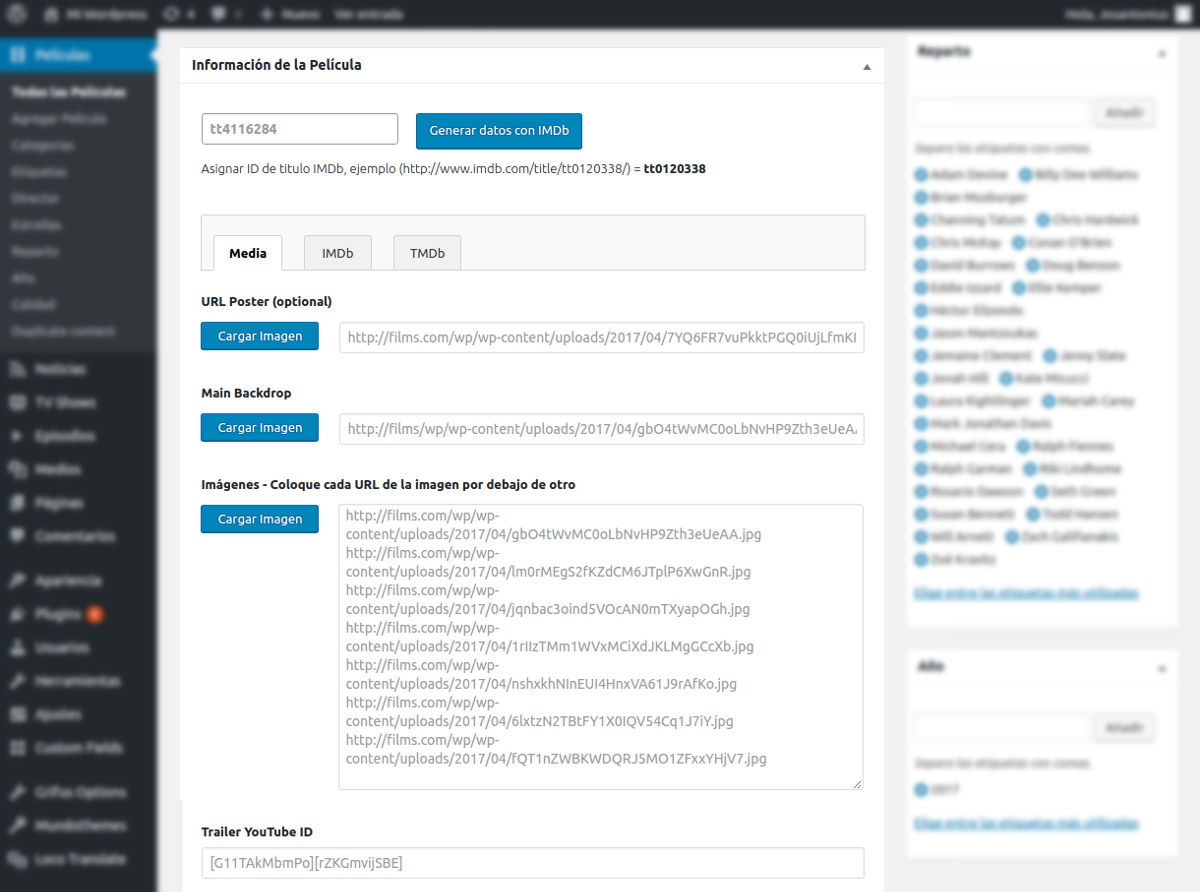 Mi Wordpress
Nuevo
Ver entrada
Hola, Josantonius
Películas
Todas las Películas
Agregar Película
Categorías
Etiquetas
Director
Estrellas
Reparto
Año
Calidad
Duplicate content
Noticias
TV Shows
Episodios
Medios
Páginas
Comentarios
Apariencia
Plugins
Usuarios
Herramientas
Ajustes
Custom Fields
Grifus Options
Mundothemes
Loco Translate
Información de la Película
tt4116284
Generar datos con IMDb
Asignar ID de titulo IMDb, ejemplo (http://www.imdb.com/title/tt0120338/) = tt0120338
Media
IMDb
TMDb
URL Poster (optional)
Cargar Imagen
http://films.com/wp/wp-content/uploads/2017/04/7YQ6FR7vuPkktPGQ0iUjLfmKI
Main Backdrop
Cargar Imagen
http://films/wp/wp-content/uploads/2017/04/gbO4tWvMC0oLbNvHP9Zth3eUeA
Imágenes - Coloque cada URL de la imagen por debajo de otro
Cargar Imagen
http://films.com/wp/wp-
content/uploads/2017/04/gbO4tWvMC0oLbNvHP9Zth3eUeAA.jpg
http://films.com/wp/wp-
content/uploads/2017/04/lm0rMEgS2fKZdCM6JTplP6XwGnR.jpg
http://films.com/wp/wp-
content/uploads/2017/04/jqnbac3oind5VOcAN0mTXyapOGh.jpg
http://films.com/wp/wp-
content/uploads/2017/04/1rIIzTMm1WVxMCiXdJKLMgGCcXb.jpg
http://films.com/wp/wp-
content/uploads/2017/04/nshxkhNInEUI4HnxVA61J9rAfKo.jpg
http://films.com/wp/wp-
content/uploads/2017/04/6lxtzN2TBtFY1X0IQV54Cq1J7iY.jpg
http://films.com/wp/wp-
content/uploads/2017/04/fQT1nZWBKWDQRJ5MO1ZFxxYHjV7.jpg
Trailer YouTube ID
[G11TAkMbmPo][rZKGmvijSBE]
Reparto
Añadir
Separa las etiquetas con comas.
Adam Devine Billy Dee Williams
Brian Musburger
Channing Tatum Chris Hardwick
Chris McKay Conan O'Brien
David Burrows Doug Benson
Eddie Izzard Ellie Kemper
Héctor Elizondo
Jason Mantzoukas
Jemaine Clement Jenny Slate
Jonah Hill Kate Micucci
Laura Kightlinger Mariah Carey
Mark Jonathan Davis
Michael Cera Ralph Fiennes
Ralph Garman Riki Lindhome
Rosario Dawson Seth Green
Susan Bennett Todd Hansen
Will Arnett Zach Galifianakis
Zoë Kravitz
Elige entre las etiquetas más utilizadas
Año
Añadir
Separa las etiquetas con comas.
2017
Elige entre las etiquetas más utilizadas